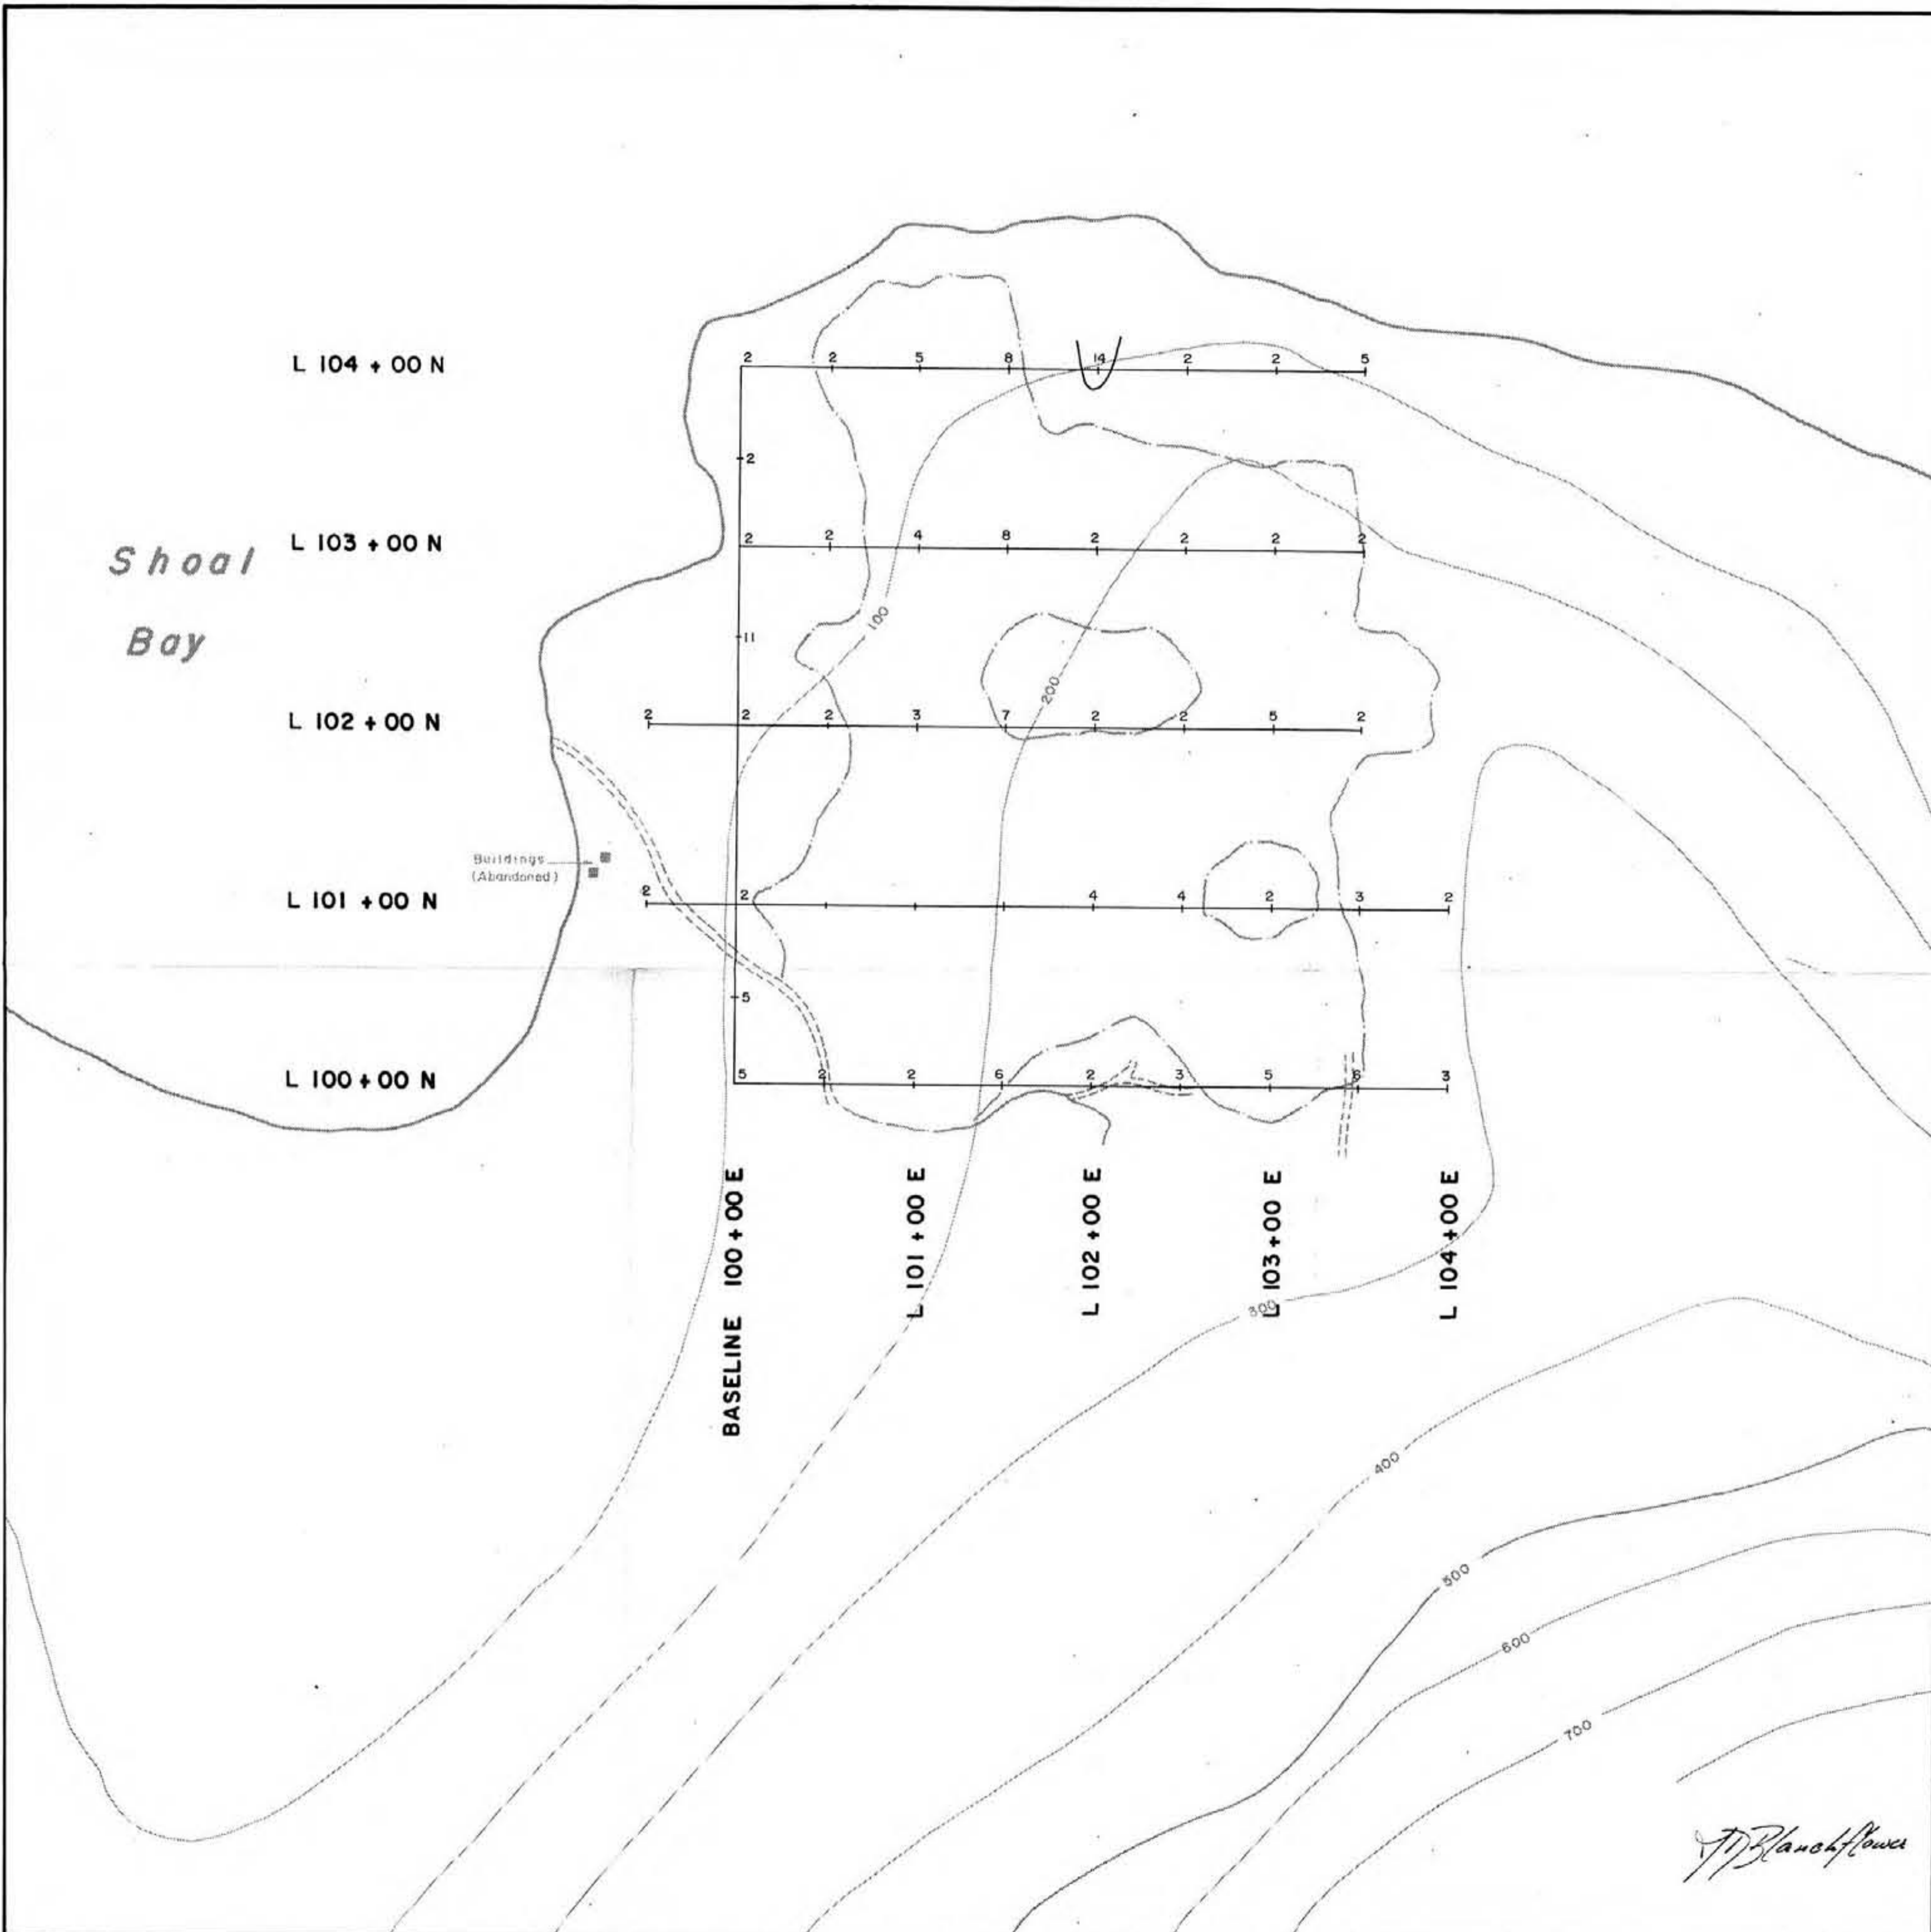 L 104 + 00 N
2 2 5 8 14 2 2 5
2
Shoal
Bay
L 103 + 00 N
2 2 4 8 2 2 2 2
100
11
200
L 102 + 00 N
2 2 2 3 7 2 2 5 2
Buildings
(Abandoned)
L 101 + 00 N
2 2 4 4 2 3 2
5
L 100 + 00 N
5 2 2 6 2 3 5 6 3
BASELINE 100 + 00 E
L 101 + 00 E
L 102 + 00 E
L 103 + 00 E
L 104 + 00 E
300
400
500
600
700
Blanchflower